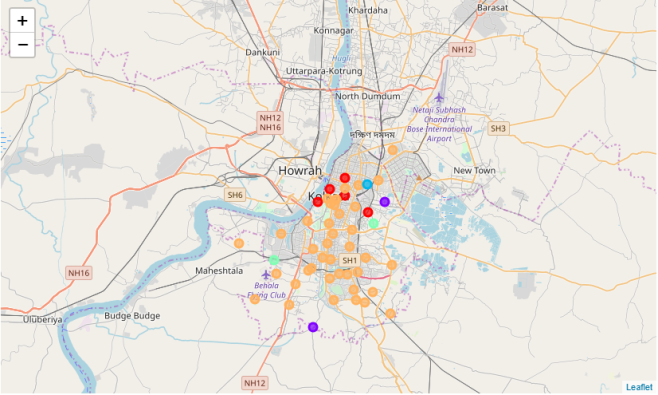 +
−
Khardaha
Barasat
Konnagar
Dankuni
Hugli
NH12
Uttarpara-Kotrung
North Dumdum
Netaji Subhash
Chandra
Bose International
Airport
NH12
NH16
দক্ষিণ দমদম
SH3
Howrah
New Town
SH6
SH1
NH16
Maheshtala
Behala
Flying Club
Uluberiya
Budge Budge
NH12
Leaflet